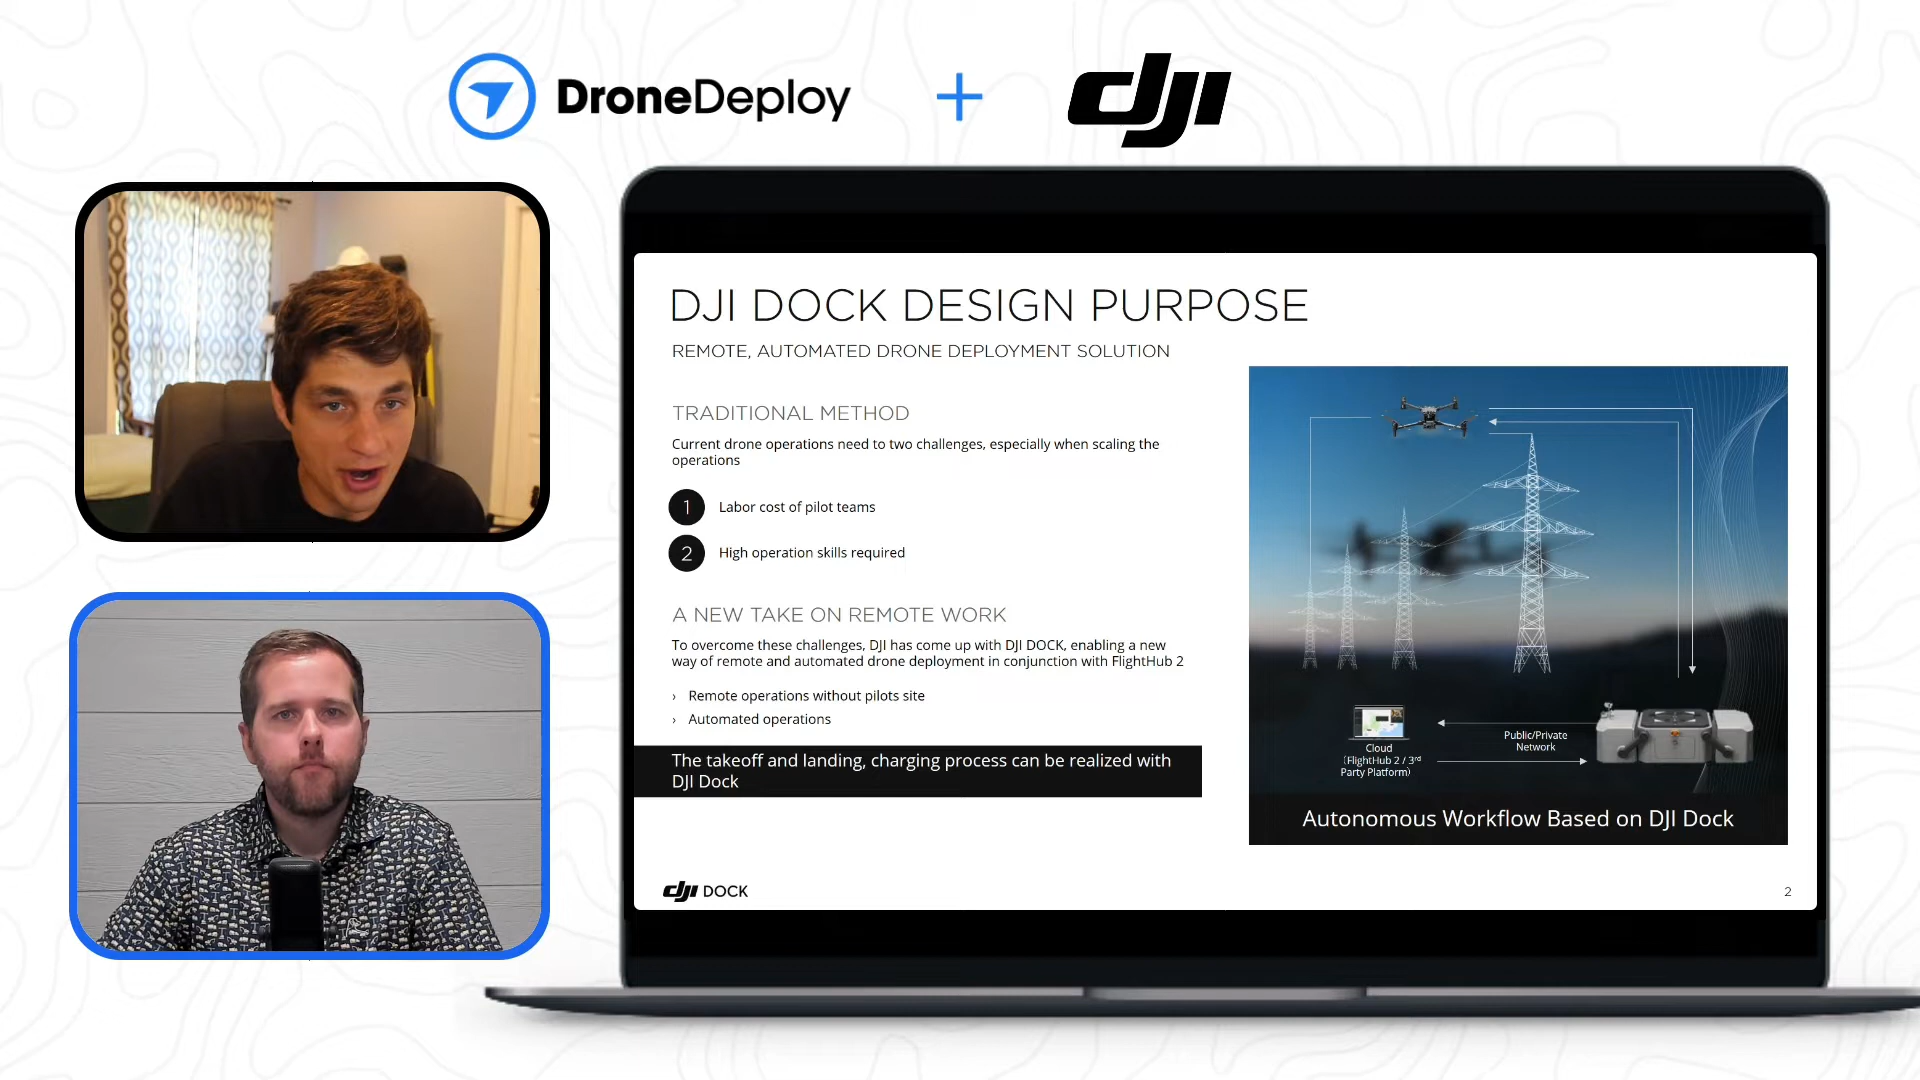 DroneDeploy + dji
DJI DOCK DESIGN PURPOSE
REMOTE, AUTOMATED DRONE DEPLOYMENT SOLUTION
TRADITIONAL METHOD
Current drone operations need to two challenges, especially when scaling the
operations
1 Labor cost of pilot teams
2 High operation skills required
A NEW TAKE ON REMOTE WORK
To overcome these challenges, DJI has come up with DJI DOCK, enabling a new
way of remote and automated drone deployment in conjunction with FlightHub 2
› Remote operations without pilots site
› Automated operations
The takeoff and landing, charging process can be realized with
DJI Dock
Cloud
(FlightHub 2 / 3rd
Party Platform)
Public/Private
Network
Autonomous Workflow Based on DJI Dock
dji DOCK
2